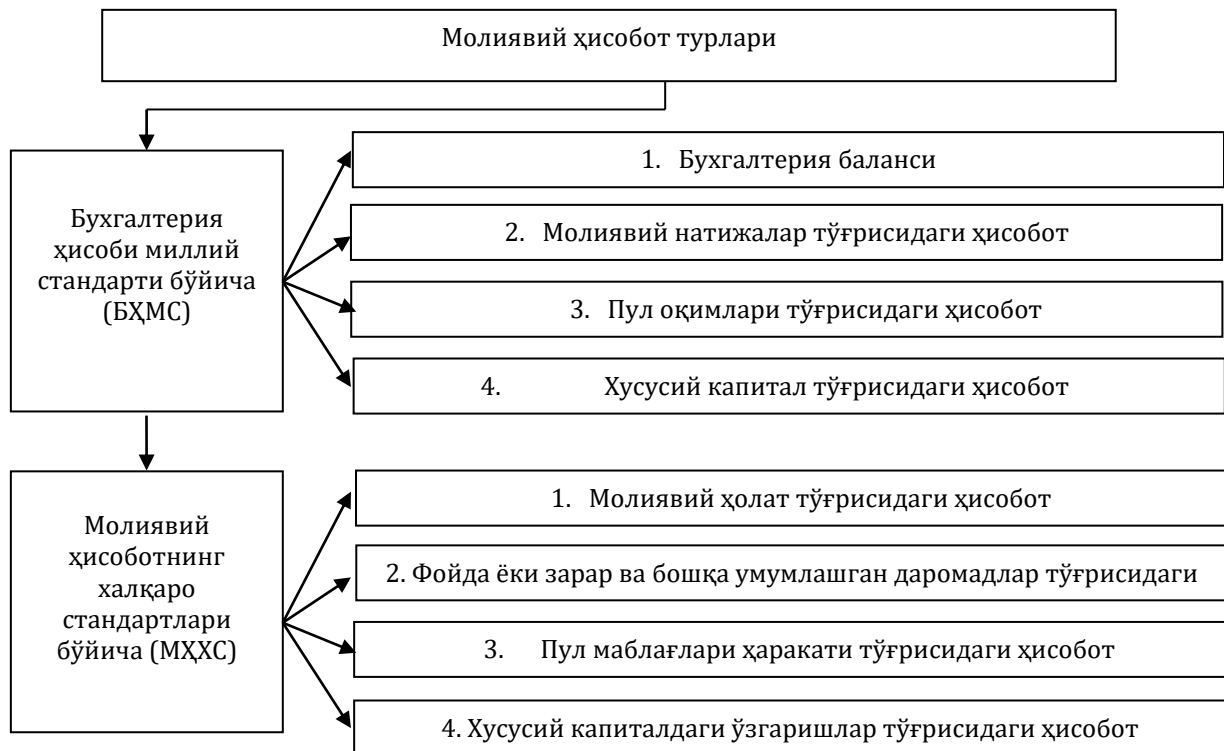 Молиявий ҳисобот турлари
Бухгалтерия
ҳисоби миллий
стандарти бўйича
(БҲМС)
1. Бухгалтерия баланси
2. Молиявий натижалар тўғрисидаги ҳисобот
3. Пул оқимлари тўғрисидаги ҳисобот
4. Хусусий капитал тўғрисидаги ҳисобот
Молиявий
ҳисоботнинг
халқаро
стандартлари
бўйича (МҲХС)
1. Молиявий ҳолат тўғрисидаги ҳисобот
2. Фойда ёки зарар ва бошқа умумлашган даромадлар тўғрисидаги
3. Пул маблағлари ҳаракати тўғрисидаги ҳисобот
4. Хусусий капиталдаги ўзгаришлар тўғрисидаги ҳисобот